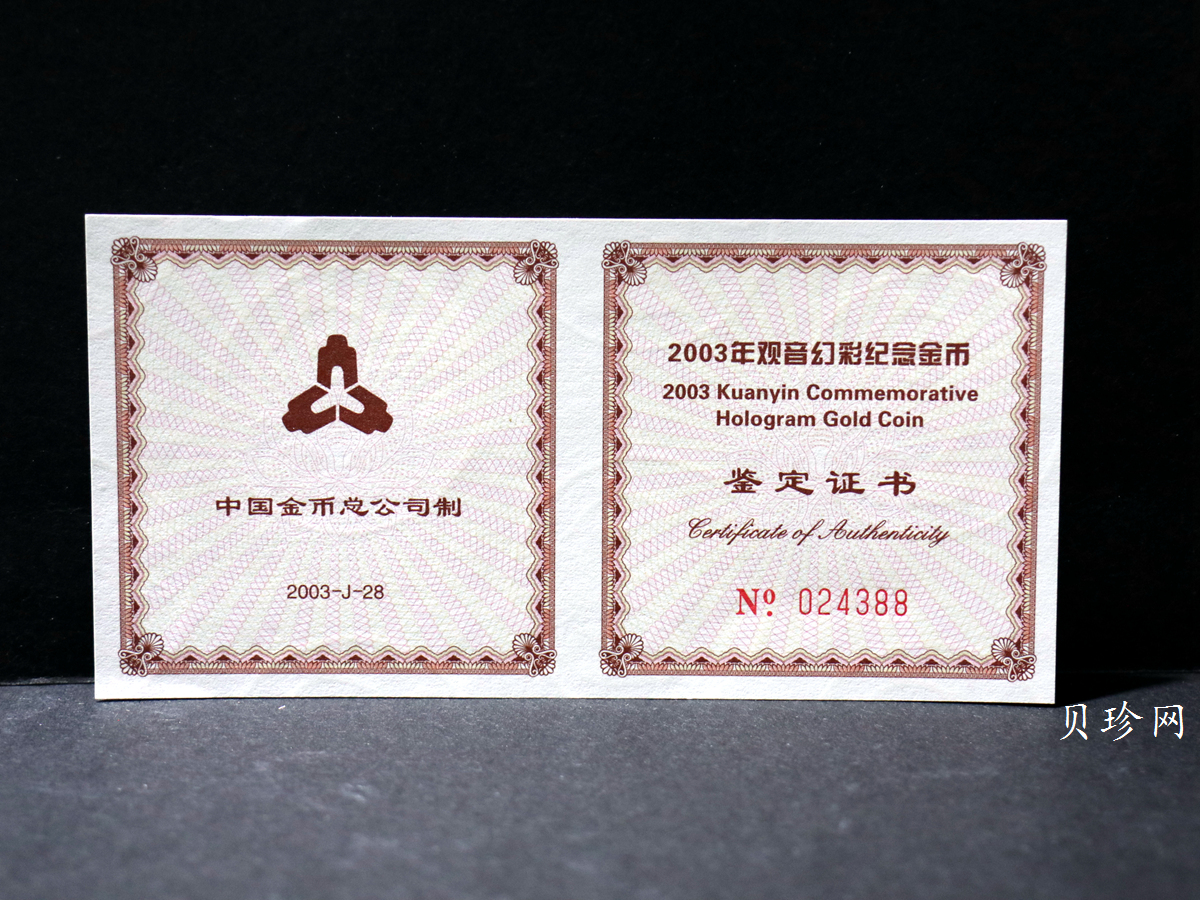 中国金币总公司制
2003-J-28
2003年观音幻彩纪念金币
2003 Kuanyin Commemorative
Hologram Gold Coin
鉴定证书
Certificate of Authenticity
Nº 024388
贝珍网